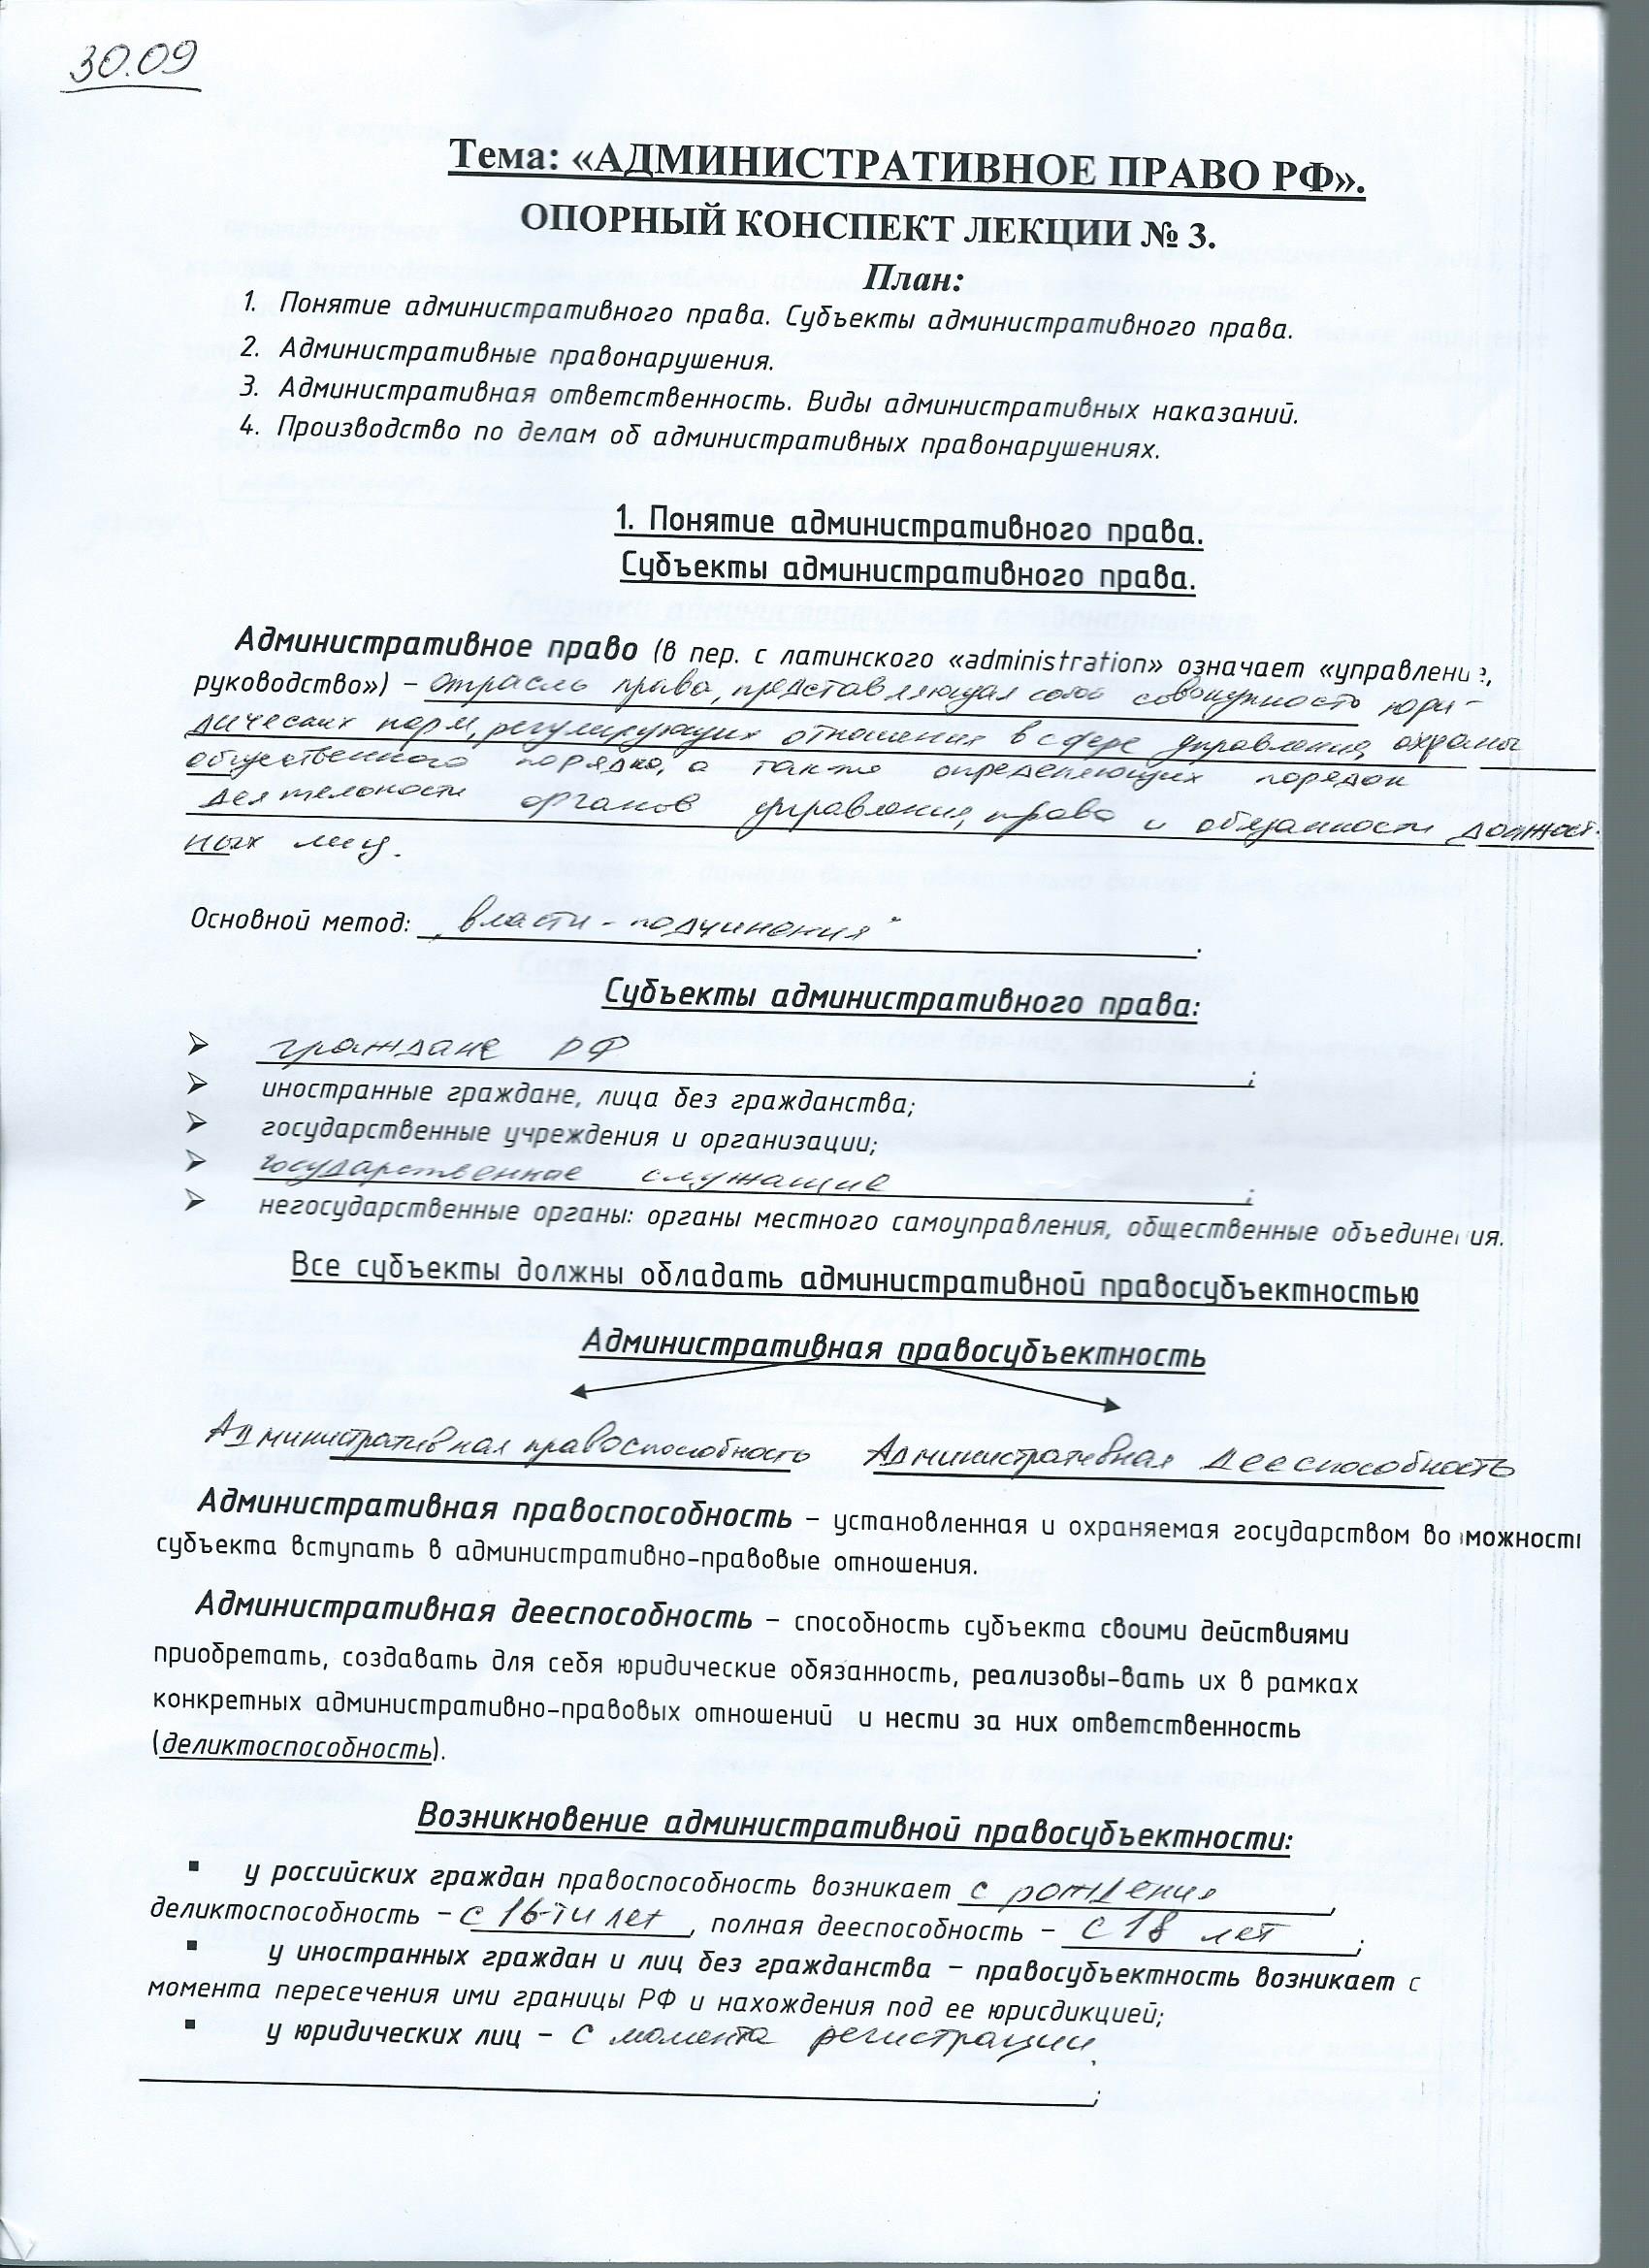 30.09
Тема: «АДМИНИСТРАТИВНОЕ ПРАВО РФ».
ОПОРНЫЙ КОНСПЕКТ ЛЕКЦИИ № 3.
План:
1. Понятие административного права. Субъекты административного права.
2. Административные правонарушения.
3. Административная ответственность. Виды административных наказаний.
4. Производство по делам об административных правонарушениях.
1. Понятие административного права.
Субъекты административного права.
Административное право (в пер. с латинского «administration» означает «управление,
руководство») – отрасль права, представляющая собой совокупность юри-
дических норм, регулирующих отношения в сфере управления, охраны
общественного порядка, а также определяющих порядок
деятельности органов управления, права и обязанности должност-
ных лиц.
Основной метод: „власти - подчинения"
Субъекты административного права:
➢ граждане РФ;
➢ иностранные граждане, лица без гражданства;
➢ государственные учреждения и организации;
➢ государственные служащие;
➢ негосударственные органы: органы местного самоуправления, общественные объединения.
Все субъекты должны обладать административной правосубъектностью
Административная правосубъектность
Административная правоспособность Административная дееспособность
Административная правоспособность – установленная и охраняемая государством возможность
субъекта вступать в административно-правовые отношения.
Административная дееспособность – способность субъекта своими действиями
приобретать, создавать для себя юридические обязанность, реализовы-вать их в рамках
конкретных административно-правовых отношений и нести за них ответственность
(деликтоспособность).
Возникновение административной правосубъектности:
▪ у российских граждан правоспособность возникает с рождения,
деликтоспособность – с 16-ти лет, полная дееспособность – с 18 лет;
▪ у иностранных граждан и лиц без гражданства – правосубъектность возникает с
момента пересечения ими границы РФ и нахождения под ее юрисдикцией;
▪ у юридических лиц – с момента регистрации.
;